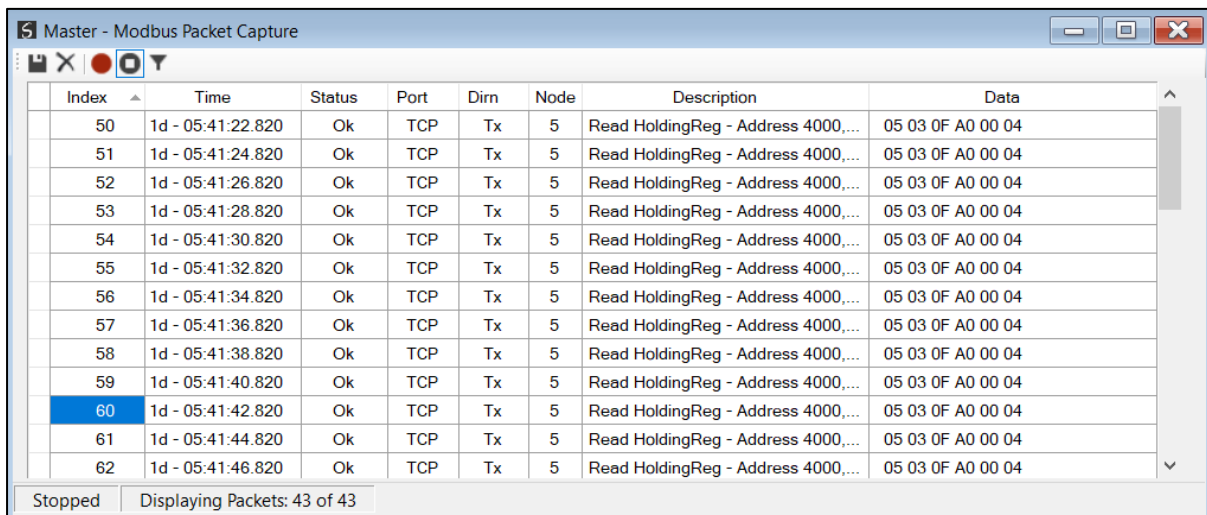 Master - Modbus Packet Capture
Index Time Status Port Dirn Node Description Data
50 1d - 05:41:22.820 Ok TCP Tx 5 Read HoldingReg - Address 4000,... 05 03 0F A0 00 04
51 1d - 05:41:24.820 Ok TCP Tx 5 Read HoldingReg - Address 4000,... 05 03 0F A0 00 04
52 1d - 05:41:26.820 Ok TCP Tx 5 Read HoldingReg - Address 4000,... 05 03 0F A0 00 04
53 1d - 05:41:28.820 Ok TCP Tx 5 Read HoldingReg - Address 4000,... 05 03 0F A0 00 04
54 1d - 05:41:30.820 Ok TCP Tx 5 Read HoldingReg - Address 4000,... 05 03 0F A0 00 04
55 1d - 05:41:32.820 Ok TCP Tx 5 Read HoldingReg - Address 4000,... 05 03 0F A0 00 04
56 1d - 05:41:34.820 Ok TCP Tx 5 Read HoldingReg - Address 4000,... 05 03 0F A0 00 04
57 1d - 05:41:36.820 Ok TCP Tx 5 Read HoldingReg - Address 4000,... 05 03 0F A0 00 04
58 1d - 05:41:38.820 Ok TCP Tx 5 Read HoldingReg - Address 4000,... 05 03 0F A0 00 04
59 1d - 05:41:40.820 Ok TCP Tx 5 Read HoldingReg - Address 4000,... 05 03 0F A0 00 04
60 1d - 05:41:42.820 Ok TCP Tx 5 Read HoldingReg - Address 4000,... 05 03 0F A0 00 04
61 1d - 05:41:44.820 Ok TCP Tx 5 Read HoldingReg - Address 4000,... 05 03 0F A0 00 04
62 1d - 05:41:46.820 Ok TCP Tx 5 Read HoldingReg - Address 4000,... 05 03 0F A0 00 04
Stopped Displaying Packets: 43 of 43